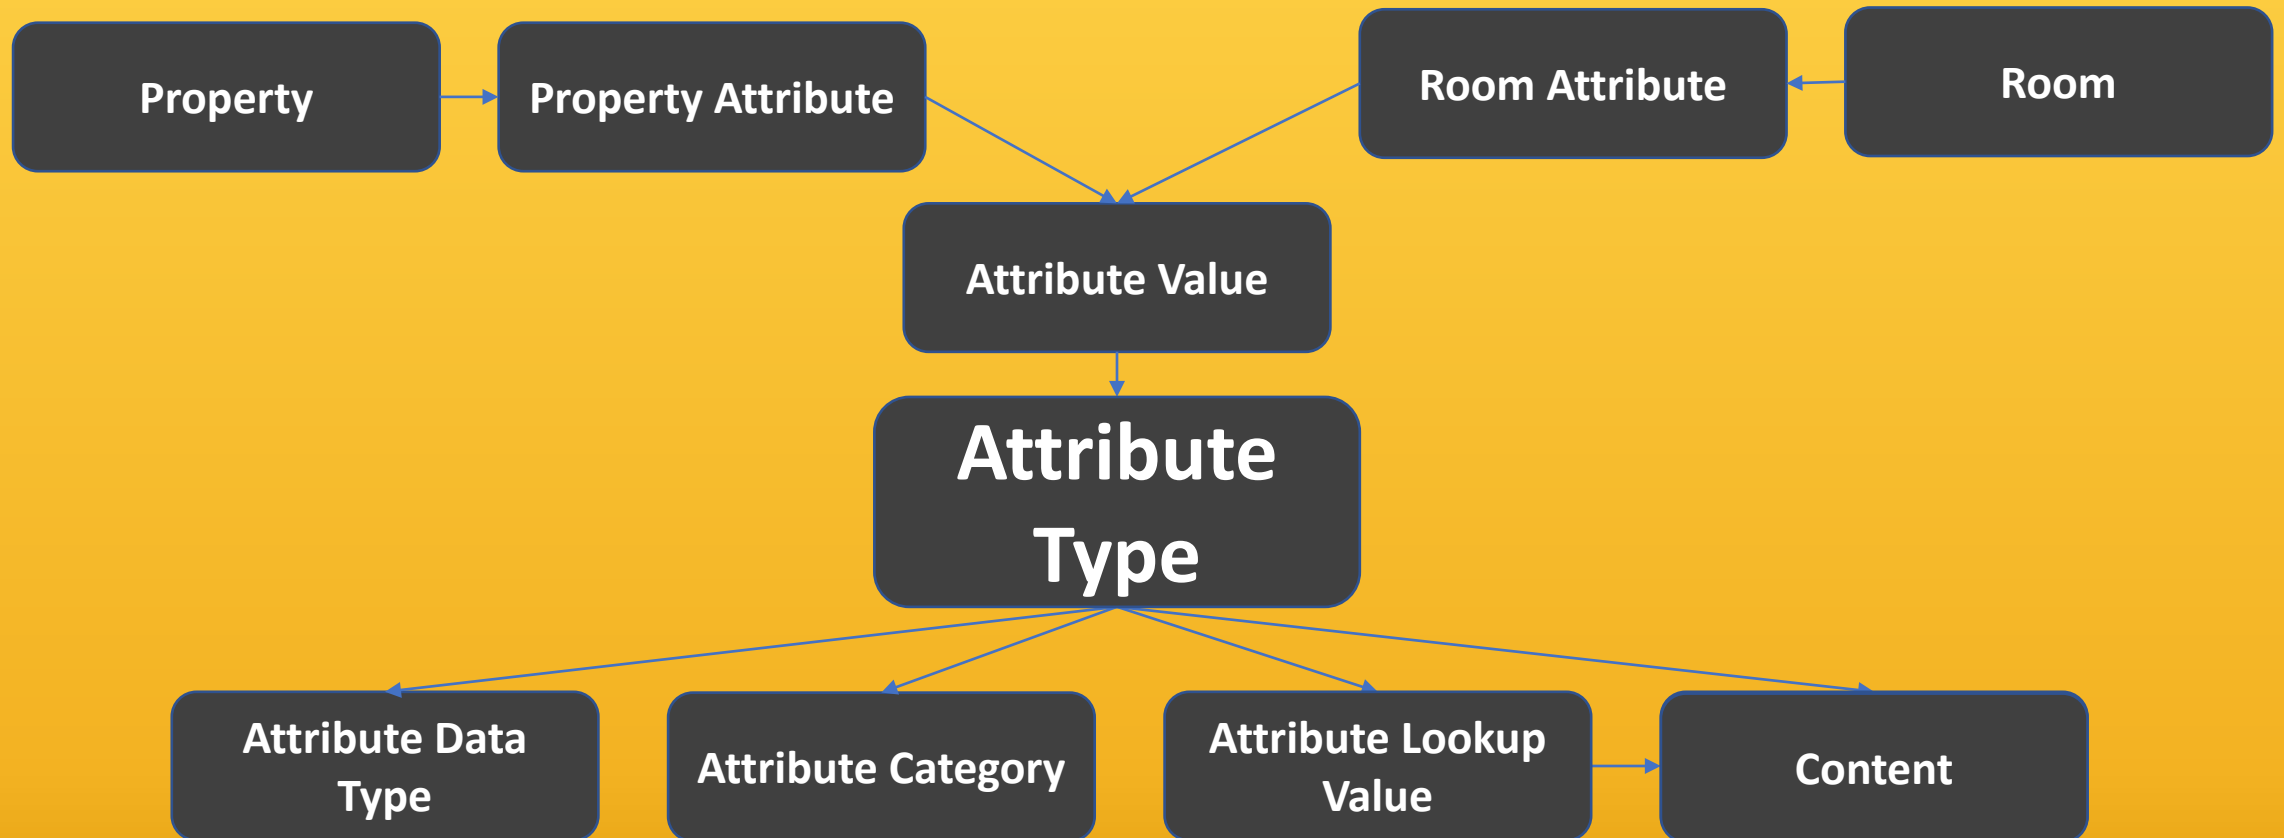 Property
Property Attribute
Room Attribute
Room
Attribute Value
Attribute
Type
Attribute Data
Type
Attribute Category
Attribute Lookup
Value
Content